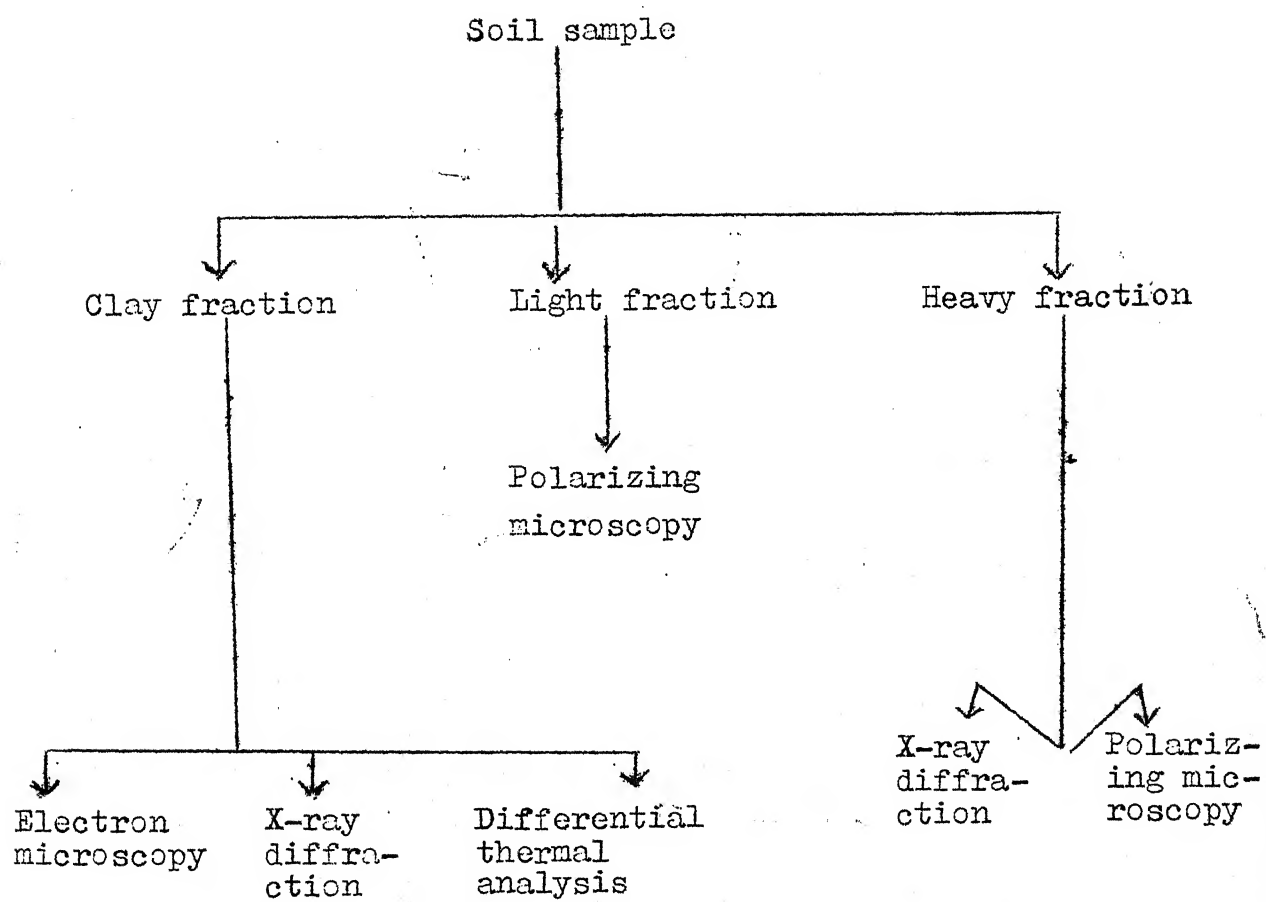 Soil sample
Clay fraction
Light fraction
Heavy fraction
Polarizing
microscopy
X-ray
diffra-
ction
Polariz-
ing mic-
roscopy
Electron
microscopy
X-ray
diffra-
ction
Differential
thermal
analysis